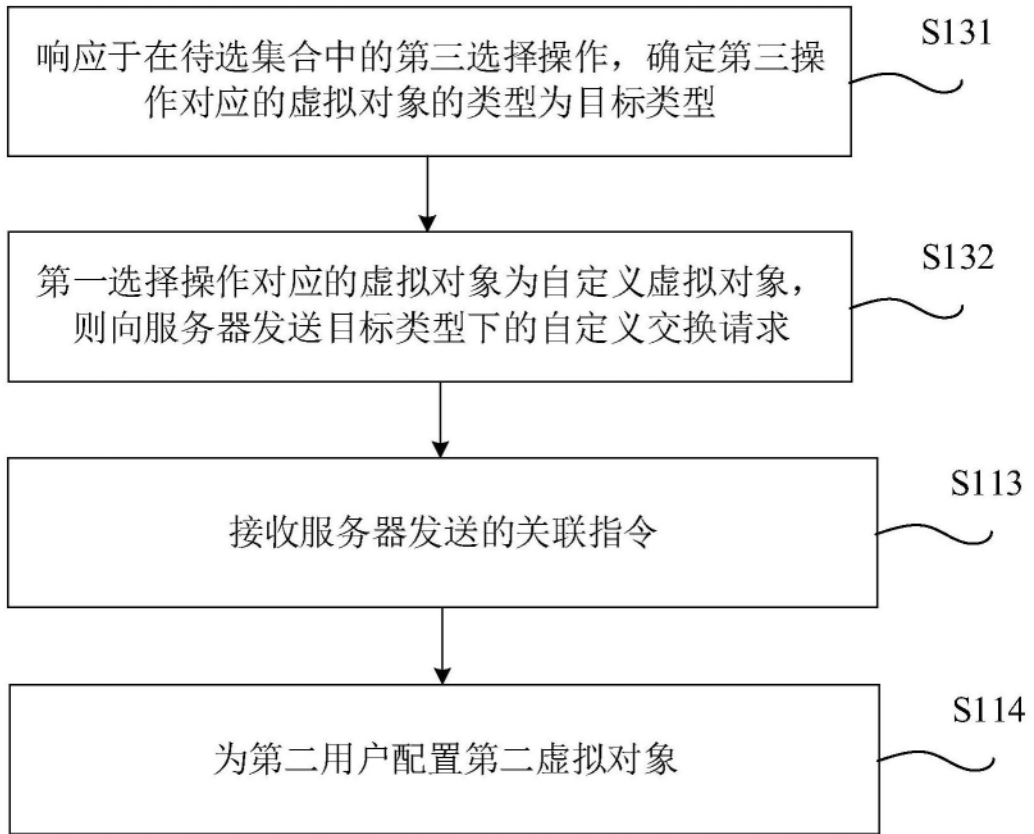 响应于在待选集合中的第三选择操作，确定第三操
作对应的虚拟对象的类型为目标类型
S131
第一选择操作对应的虚拟对象为自定义虚拟对象，
则向服务器发送目标类型下的自定义交换请求
S132
接收服务器发送的关联指令
S113
为第二用户配置第二虚拟对象
S114